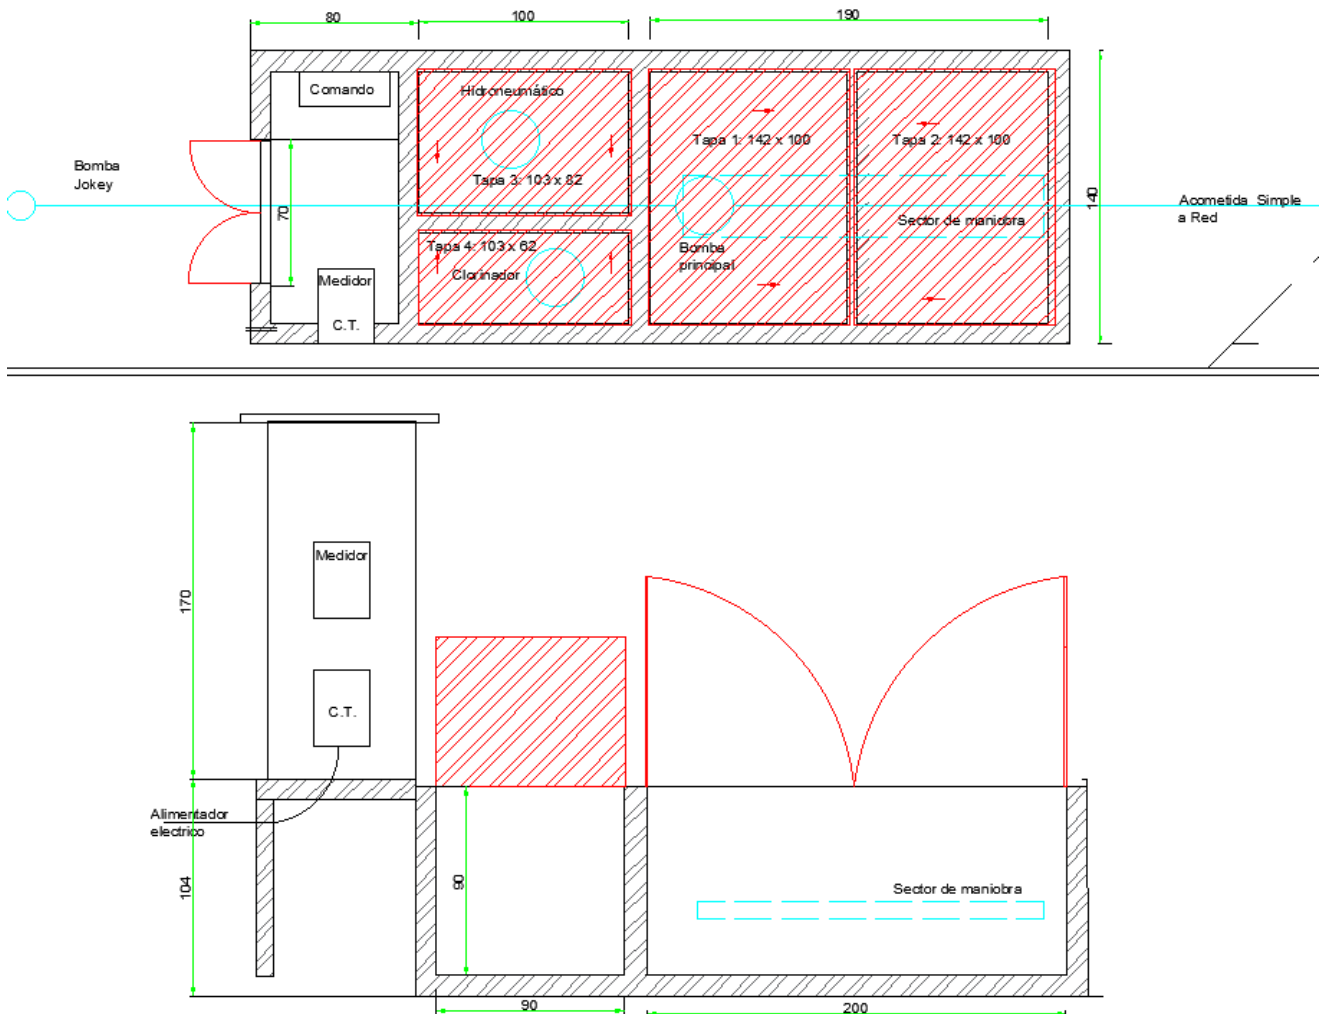 80
100
190
Comando
Hidroneumático
Tapa 1: 142 x 100
Tapa 2: 142 x 100
Bomba
Jokey
Tapa 3: 103 x 82
70
140
Acometida Simple
a Red
Sector de maniobra
Tapa 4: 103 x 62
Bomba
principal
Clorinador
Medidor
C.T.
170
Medidor
C.T.
Alimentador
electrico
104
90
Sector de maniobra
90
200